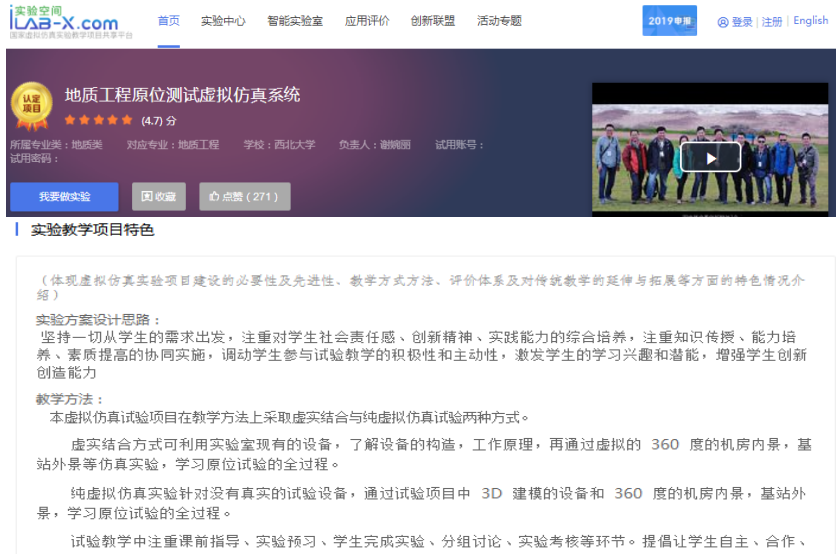 实验空间
iLAB-X.com
国家虚拟仿真实验教学项目共享平台
首页 实验中心 智能实验室 应用评价 创新联盟 活动专题
2019申报
登录 | 注册 | English
认定
项目
地质工程原位测试虚拟仿真系统
(4.7) 分
所属专业类：地质类 对应专业：地质工程 学校：西北大学 负责人：谢婉丽 试用账号：
试用密码：
我要做实验 收藏 点赞（271）
实验教学项目特色
（体现虚拟仿真实验项目建设的必要性及先进性、教学方式方法、评价体系及对传统教学的延伸与拓展等方面的特色情况介
绍）
实验方案设计思路：
坚持一切从学生的需求出发，注重对学生社会责任感、创新精神、实践能力的综合培养，注重知识传授、能力培
养、素质提高的协同实施，调动学生参与试验教学的积极性和主动性，激发学生的学习兴趣和潜能，增强学生创新
创造能力
教学方法：
本虚拟仿真试验项目在教学方法上采取虚实结合与纯虚拟仿真试验两种方式。
虚实结合方式可利用实验室现有的设备，了解设备的构造，工作原理，再通过虚拟的 360 度的机房内景，基
站外景等仿真实验，学习原位试验的全过程。
纯虚拟仿真实验针对没有真实的试验设备，通过试验项目中 3D 建模的设备和 360 度的机房内景，基站外
景，学习原位试验的全过程。
试验教学中注重课前指导、实验预习、学生完成实验、分组讨论、实验考核等环节。提倡让学生自主、合作、